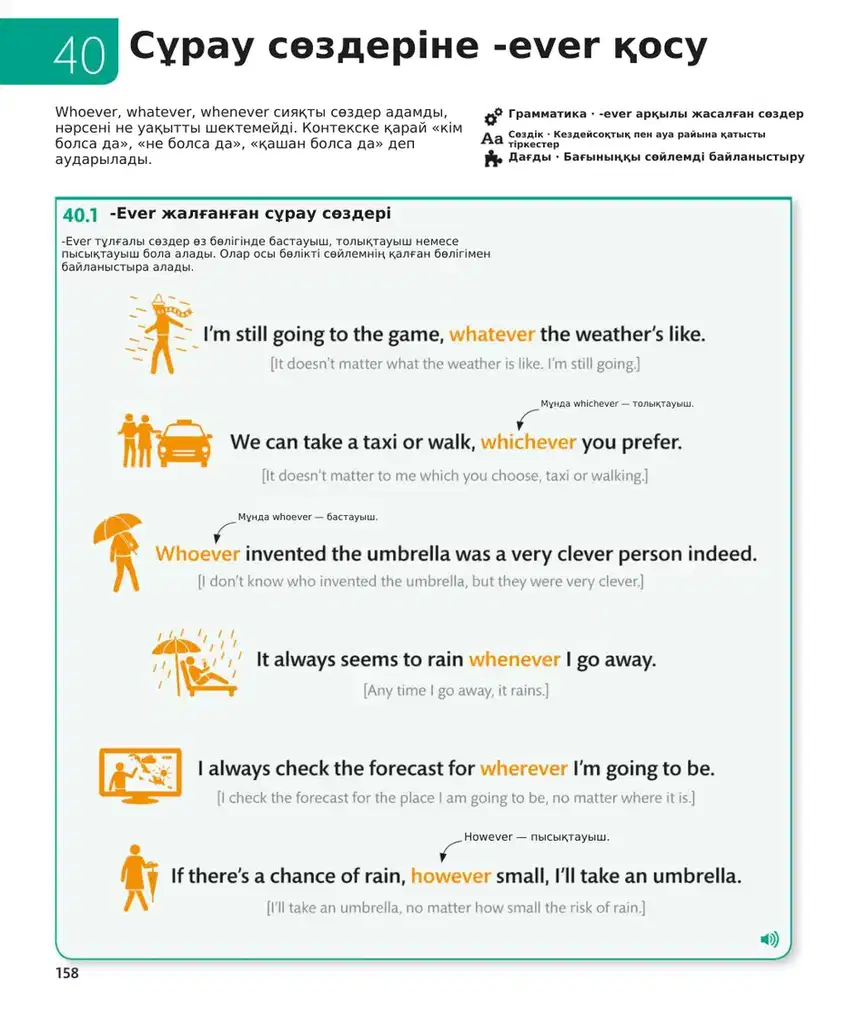 40 Сұрау сөздеріне -ever қосу
Whoever, whatever, whenever сияқты сөздер адамды,
нәрсені не уақытты шектемейді. Контекске қарай «кім
болса да», «не болса да», «қашан болса да» деп
аударылады.
Грамматика · -ever арқылы жасалған сөздер
Aa Сөздік · Кездейсоқтық пен ауа райына қатысты
тіркестер
Дағды · Бағыныңқы сөйлемді байланыстыру
40.1 -Ever жалғанған сұрау сөздері
-Ever тұлғалы сөздер өз бөлігінде бастауыш, толықтауыш немесе
пысықтауыш бола алады. Олар осы бөлікті сөйлемнің қалған бөлігімен
байланыстыра алады.
I'm still going to the game, whatever the weather's like.
[It doesn't matter what the weather is like. I'm still going.]
Мұнда whichever — толықтауыш.
We can take a taxi or walk, whichever you prefer.
[It doesn't matter to me which you choose, taxi or walking.]
Мұнда whoever — бастауыш.
Whoever invented the umbrella was a very clever person indeed.
[I don't know who invented the umbrella, but they were very clever.]
It always seems to rain whenever I go away.
[Any time I go away, it rains.]
I always check the forecast for wherever I'm going to be.
[I check the forecast for the place I am going to be, no matter where it is.]
However — пысықтауыш.
If there's a chance of rain, however small, I'll take an umbrella.
[I'll take an umbrella, no matter how small the risk of rain.]
158